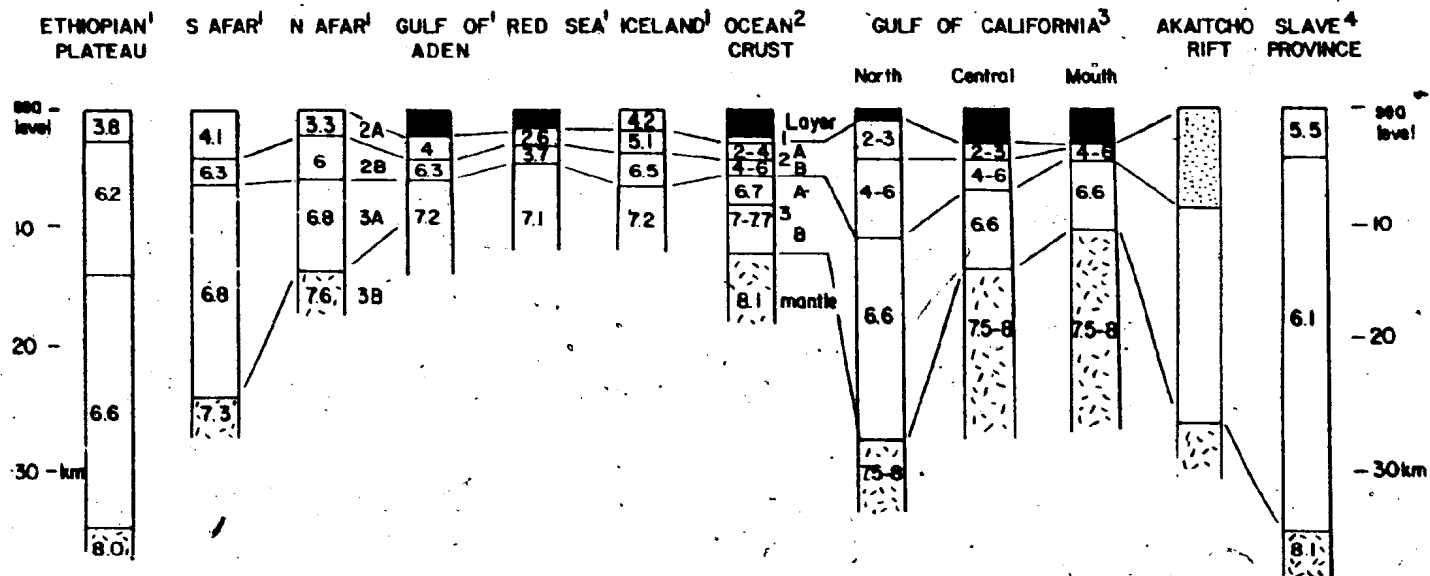 ETHIOPIAN¹ S AFAR¹ N AFAR¹ GULF OF¹ RED SEA¹ ICELAND¹ OCEAN² GULF OF CALIFORNIA³ AKAITCHO SLAVE⁴
PLATEAU ADEN CRUST RIFT PROVINCE
North Central Mouth
sea level
3.8
6.2
6.6
8.0
10
20
30 km
4.1
6.3
6.8
7.3
3.3
6
6.8
7.6
2A
2B
3A
3B
4
6.3
7.2
2.6
3.7
7.1
4.2
5.1
6.5
7.2
Layer
1
2-4
4-6
6.7
7-7.7
8.1
2 A
B
A
3
B
mantle
2-3
4-6
6.6
7.5-8
2-3
4-6
6.6
7.5-8
4-6
6.6
7.5-8
5.5
6.1
8.1
sea level
10
20
30km